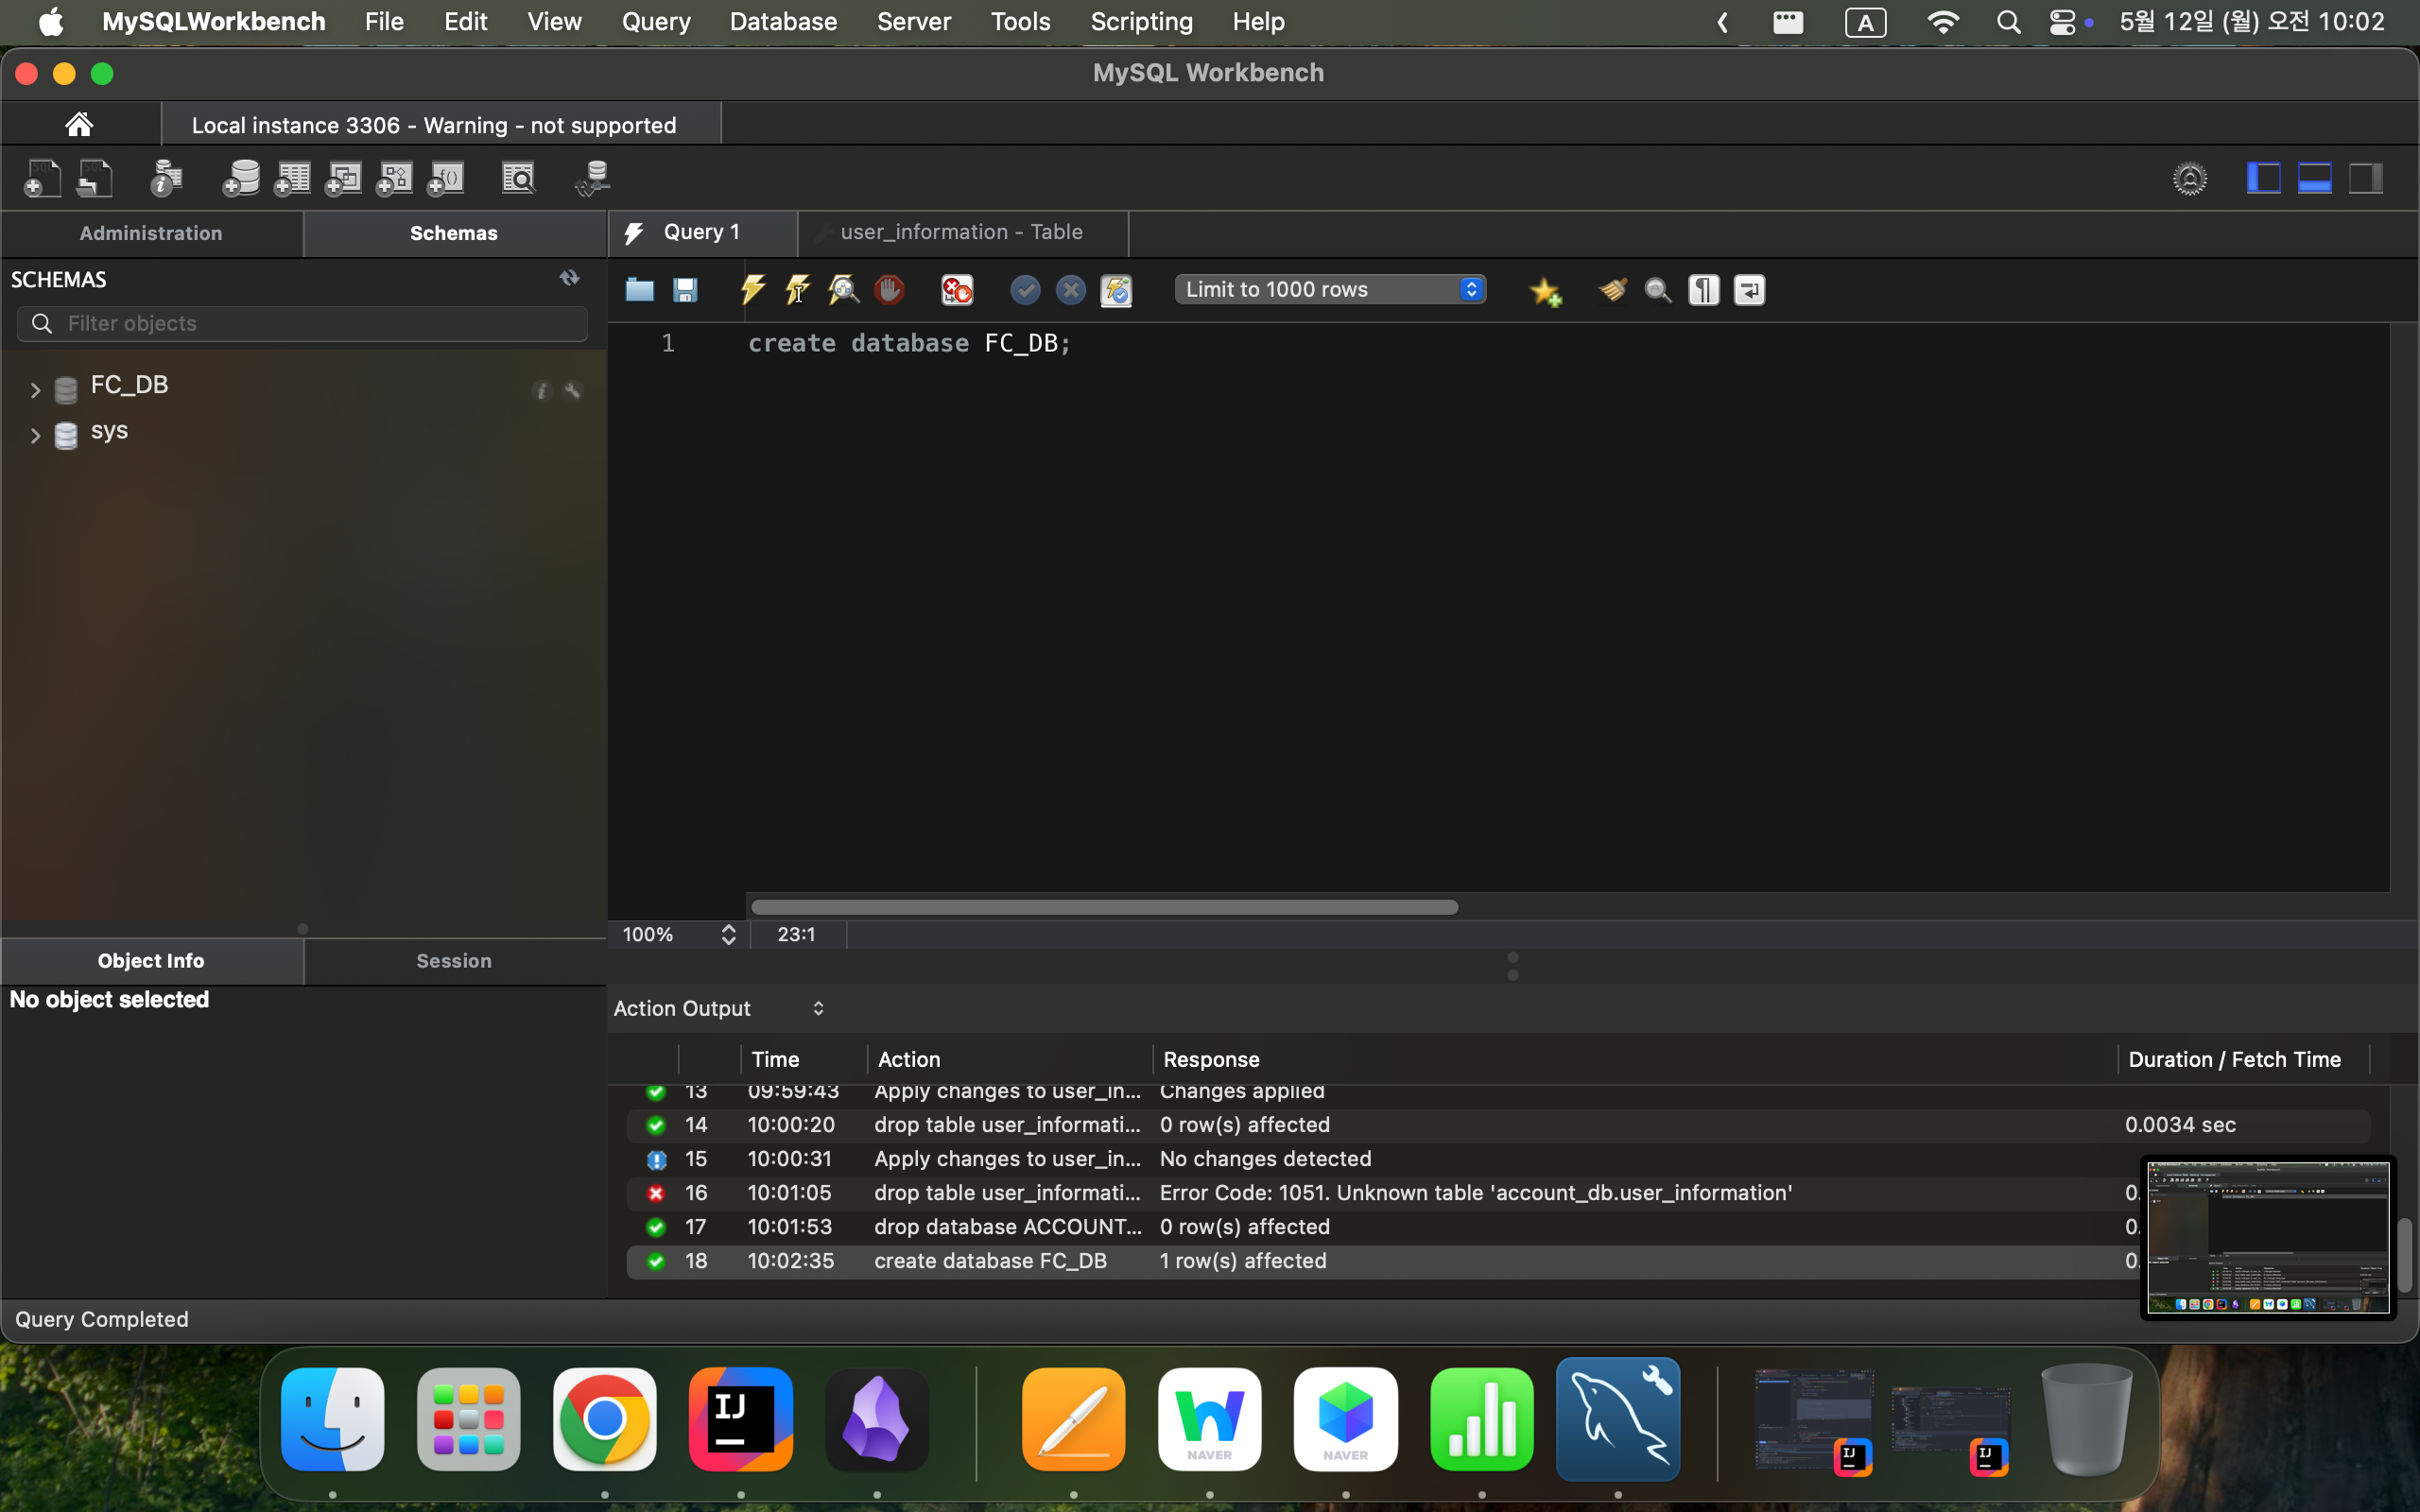 MySQLWorkbench File Edit View Query Database Server Tools Scripting Help A 5월 12일 (월) 오전 10:02
MySQL Workbench
Local instance 3306 - Warning - not supported
Administration Schemas
Query 1 user_information - Table
SCHEMAS
Filter objects
Limit to 1000 rows
1 create database FC_DB;
FC_DB
sys
100% 23:1
Object Info Session
No object selected
Action Output
Time Action Response Duration / Fetch Time
13 09:59:43 Apply changes to user_in... Changes applied
14 10:00:20 drop table user_informati... 0 row(s) affected 0.0034 sec
15 10:00:31 Apply changes to user_in... No changes detected
16 10:01:05 drop table user_informati... Error Code: 1051. Unknown table 'account_db.user_information' 0.
17 10:01:53 drop database ACCOUNT... 0 row(s) affected 0.
18 10:02:35 create database FC_DB 1 row(s) affected 0.
Query Completed
IJ
NAVER
NAVER
IJ
IJ